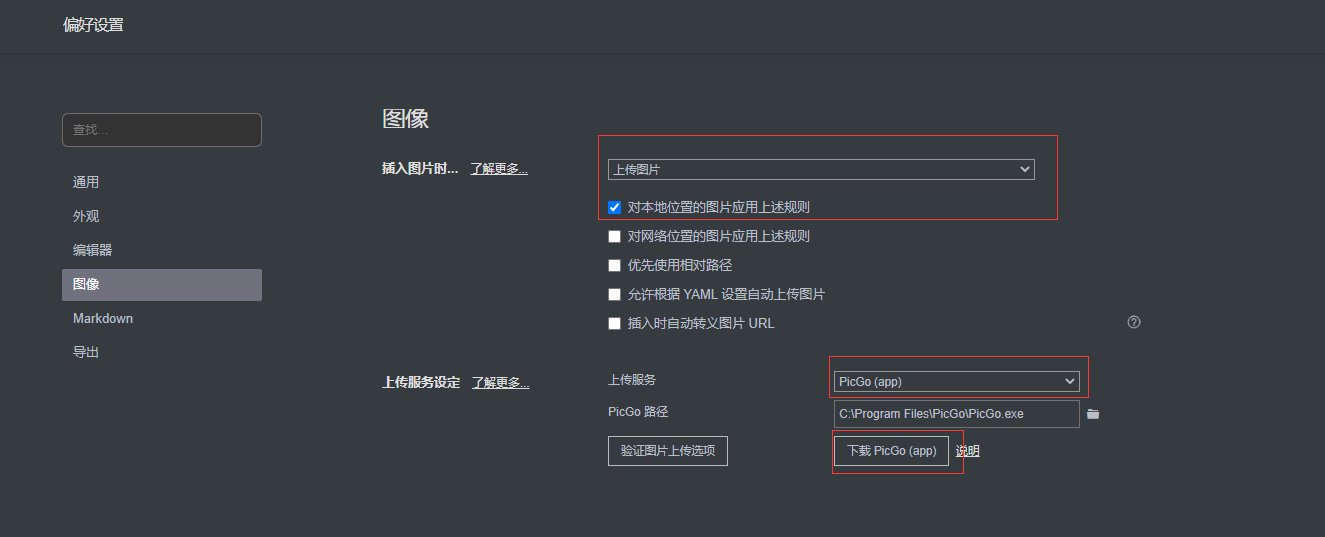 偏好设置
查找...
通用
外观
编辑器
图像
Markdown
导出
图像
插入图片时... 了解更多...
上传图片
对本地位置的图片应用上述规则
对网络位置的图片应用上述规则
优先使用相对路径
允许根据 YAML 设置自动上传图片
插入时自动转义图片 URL
上传服务设定 了解更多...
上传服务 PicGo (app)
PicGo 路径 C:\Program Files\PicGo\PicGo.exe
验证图片上传选项 下载 PicGo (app) 说明